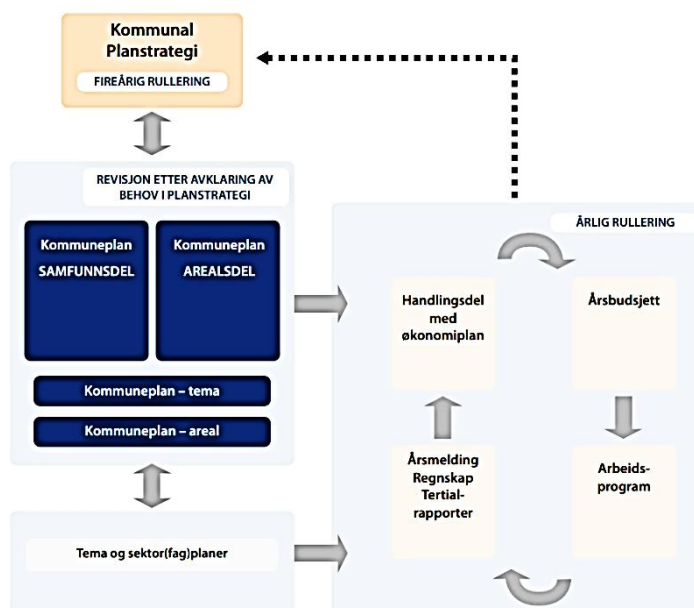 Kommunal
Planstrategi
FIREÅRIG RULLERING
REVISJON ETTER AVKLARING AV
BEHOV I PLANSTRATEGI
Kommuneplan
SAMFUNNSDEL
Kommuneplan
AREALSDEL
Kommuneplan – tema
Kommuneplan – areal
Tema og sektor(fag)planer
ÅRLIG RULLERING
Handlingsdel
med
økonomiplan
Årsbudsjett
Årsmelding
Regnskap
Tertial-
rapporter
Arbeids-
program